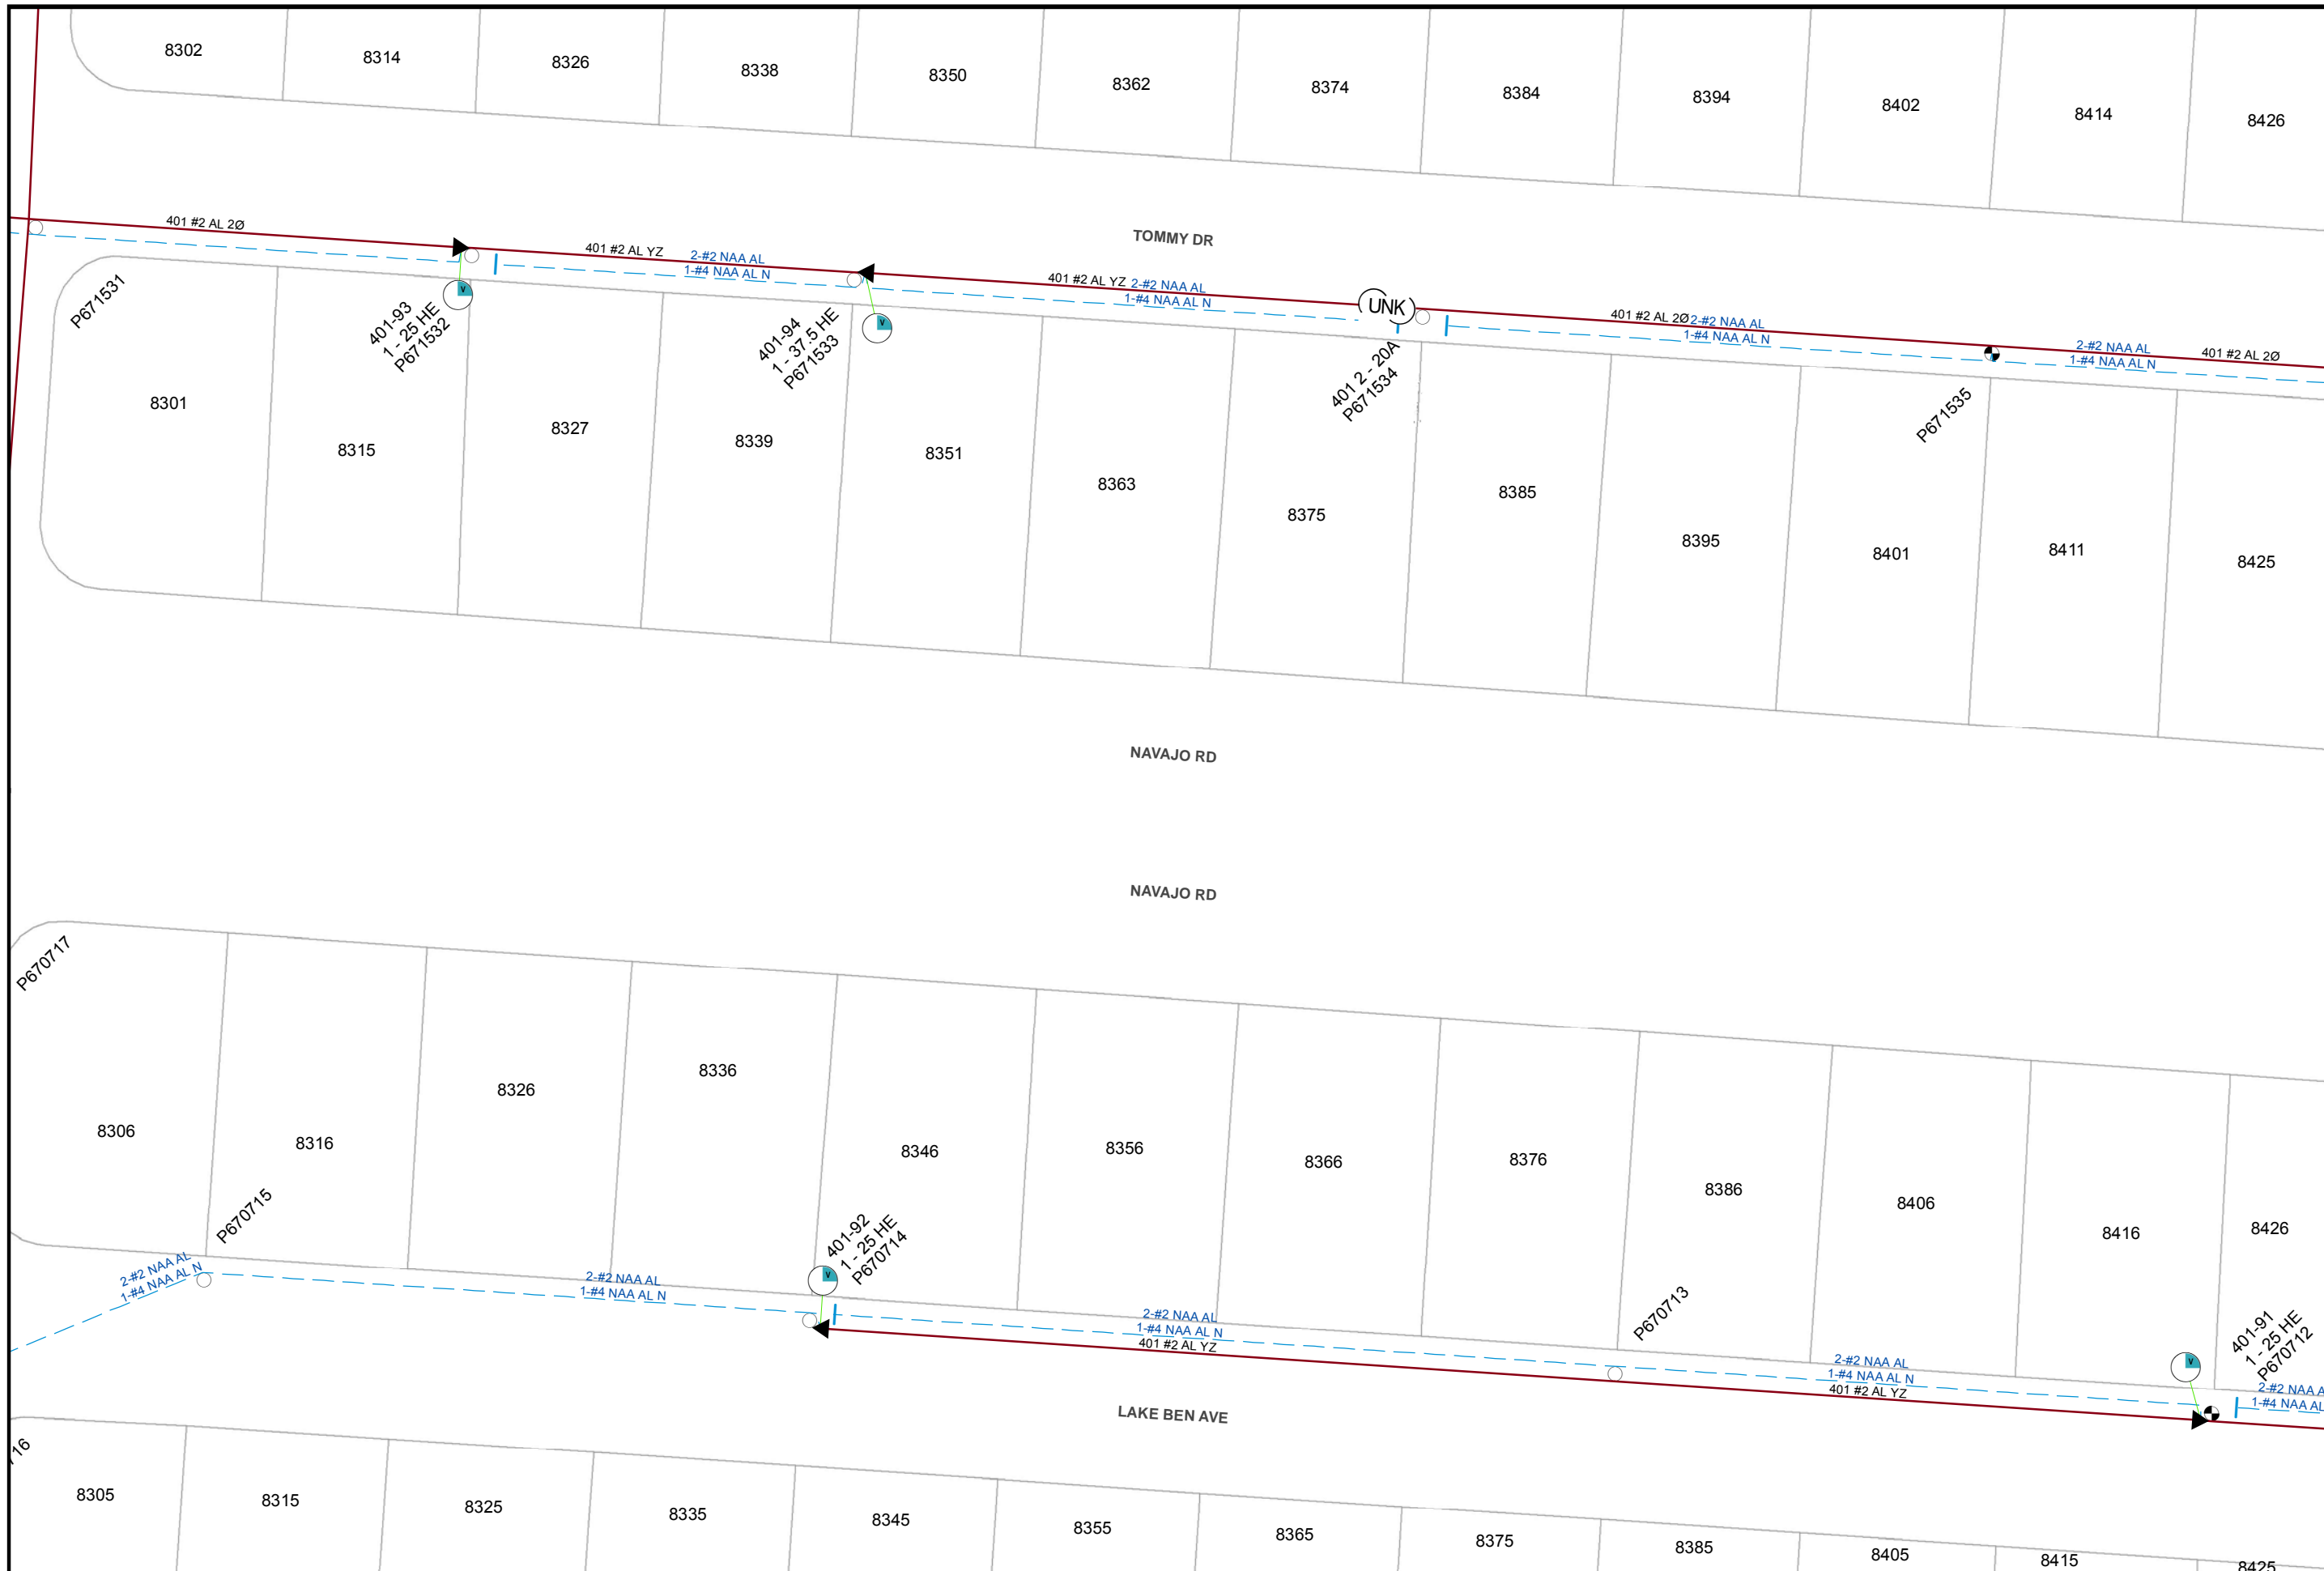 8302
8314
8326
8338
8350
8362
8374
8384
8394
8402
8414
8426
TOMMY DR
401 #2 AL 2Ø
401 #2 AL YZ
2-#2 NAA AL
1-#4 NAA AL N
401 #2 AL YZ
2-#2 NAA AL
1-#4 NAA AL N
UNK
401 #2 AL 2Ø
2-#2 NAA AL
1-#4 NAA AL N
2-#2 NAA AL
1-#4 NAA AL N
401 #2 AL 2Ø
P671531
V
401-93
1 - 25 HE
P671532
V
401-94
1 - 37.5 HE
P671533
401 2 - 20A
P671534
P671535
8301
8315
8327
8339
8351
8363
8375
8385
8395
8401
8411
8425
NAVAJO RD
NAVAJO RD
P670717
8306
8316
8326
8336
8346
8356
8366
8376
8386
8406
8416
8426
P670715
401-92
1 - 25 HE
P670714
V
P670713
401-91
1 - 25 HE
P670712
V
2-#2 NAA AL
1-#4 NAA AL N
2-#2 NAA AL
1-#4 NAA AL N
2-#2 NAA AL
1-#4 NAA AL N
401 #2 AL YZ
2-#2 NAA AL
1-#4 NAA AL N
401 #2 AL YZ
2-#2 NAA A
1-#4 NAA AL
LAKE BEN AVE
716
8305
8315
8325
8335
8345
8355
8365
8375
8385
8405
8415
8425